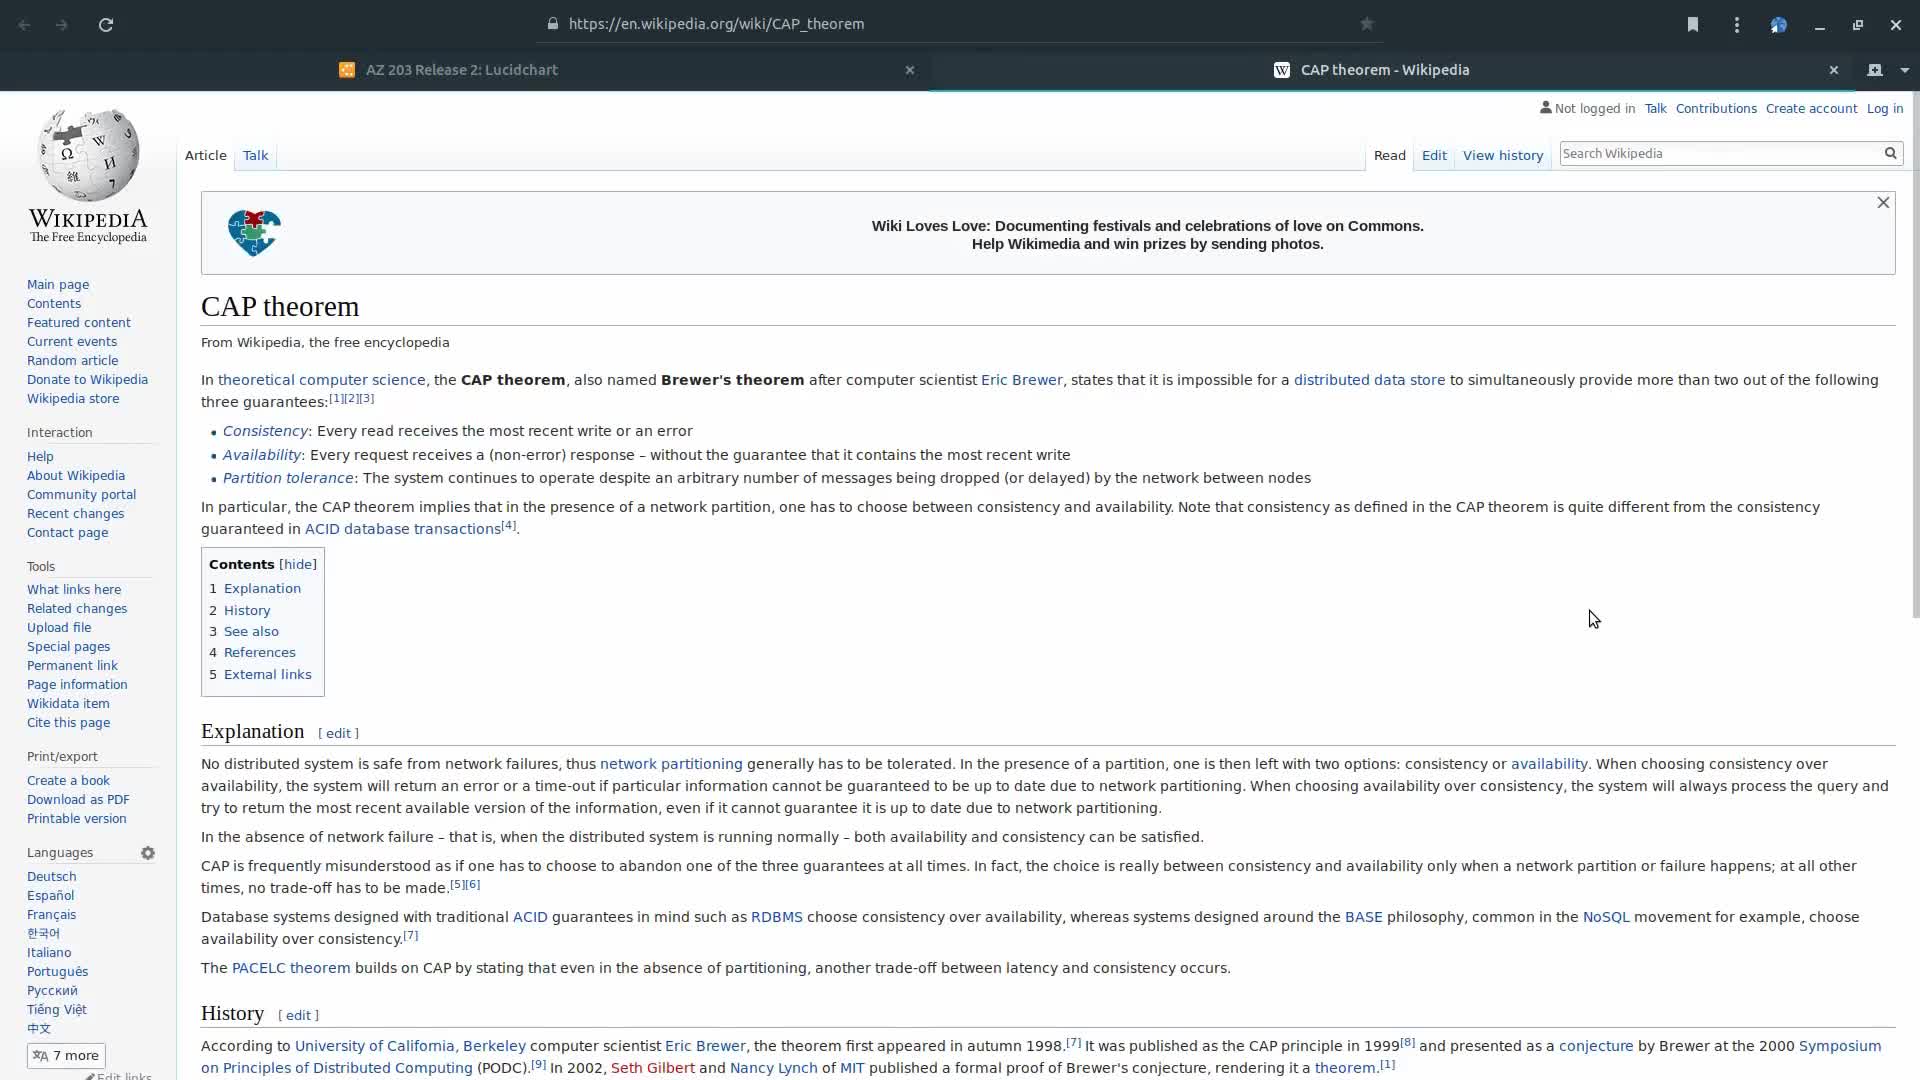 https://en.wikipedia.org/wiki/CAP_theorem
AZ 203 Release 2: Lucidchart
CAP theorem - Wikipedia
Not logged in Talk Contributions Create account Log in
Article Talk
Read Edit View history Search Wikipedia
WIKIPEDIA
The Free Encyclopedia
Main page
Contents
Featured content
Current events
Random article
Donate to Wikipedia
Wikipedia store
Interaction
Help
About Wikipedia
Community portal
Recent changes
Contact page
Tools
What links here
Related changes
Upload file
Special pages
Permanent link
Page information
Wikidata item
Cite this page
Print/export
Create a book
Download as PDF
Printable version
Languages
Deutsch
Español
Français
한국어
Italiano
Português
Русский
Tiếng Việt
中文
7 more
Edit links
Wiki Loves Love: Documenting festivals and celebrations of love on Commons.
Help Wikimedia and win prizes by sending photos.
CAP theorem
From Wikipedia, the free encyclopedia
In theoretical computer science, the CAP theorem, also named Brewer's theorem after computer scientist Eric Brewer, states that it is impossible for a distributed data store to simultaneously provide more than two out of the following
three guarantees:[1][2][3]
• Consistency: Every read receives the most recent write or an error
• Availability: Every request receives a (non-error) response – without the guarantee that it contains the most recent write
• Partition tolerance: The system continues to operate despite an arbitrary number of messages being dropped (or delayed) by the network between nodes
In particular, the CAP theorem implies that in the presence of a network partition, one has to choose between consistency and availability. Note that consistency as defined in the CAP theorem is quite different from the consistency
guaranteed in ACID database transactions[4].
Contents [hide]
1 Explanation
2 History
3 See also
4 References
5 External links
Explanation [ edit ]
No distributed system is safe from network failures, thus network partitioning generally has to be tolerated. In the presence of a partition, one is then left with two options: consistency or availability. When choosing consistency over
availability, the system will return an error or a time-out if particular information cannot be guaranteed to be up to date due to network partitioning. When choosing availability over consistency, the system will always process the query and
try to return the most recent available version of the information, even if it cannot guarantee it is up to date due to network partitioning.
In the absence of network failure – that is, when the distributed system is running normally – both availability and consistency can be satisfied.
CAP is frequently misunderstood as if one has to choose to abandon one of the three guarantees at all times. In fact, the choice is really between consistency and availability only when a network partition or failure happens; at all other
times, no trade-off has to be made.[5][6]
Database systems designed with traditional ACID guarantees in mind such as RDBMS choose consistency over availability, whereas systems designed around the BASE philosophy, common in the NoSQL movement for example, choose
availability over consistency.[7]
The PACELC theorem builds on CAP by stating that even in the absence of partitioning, another trade-off between latency and consistency occurs.
History [ edit ]
According to University of California, Berkeley computer scientist Eric Brewer, the theorem first appeared in autumn 1998.[7] It was published as the CAP principle in 1999[8] and presented as a conjecture by Brewer at the 2000 Symposium
on Principles of Distributed Computing (PODC).[9] In 2002, Seth Gilbert and Nancy Lynch of MIT published a formal proof of Brewer's conjecture, rendering it a theorem.[1]